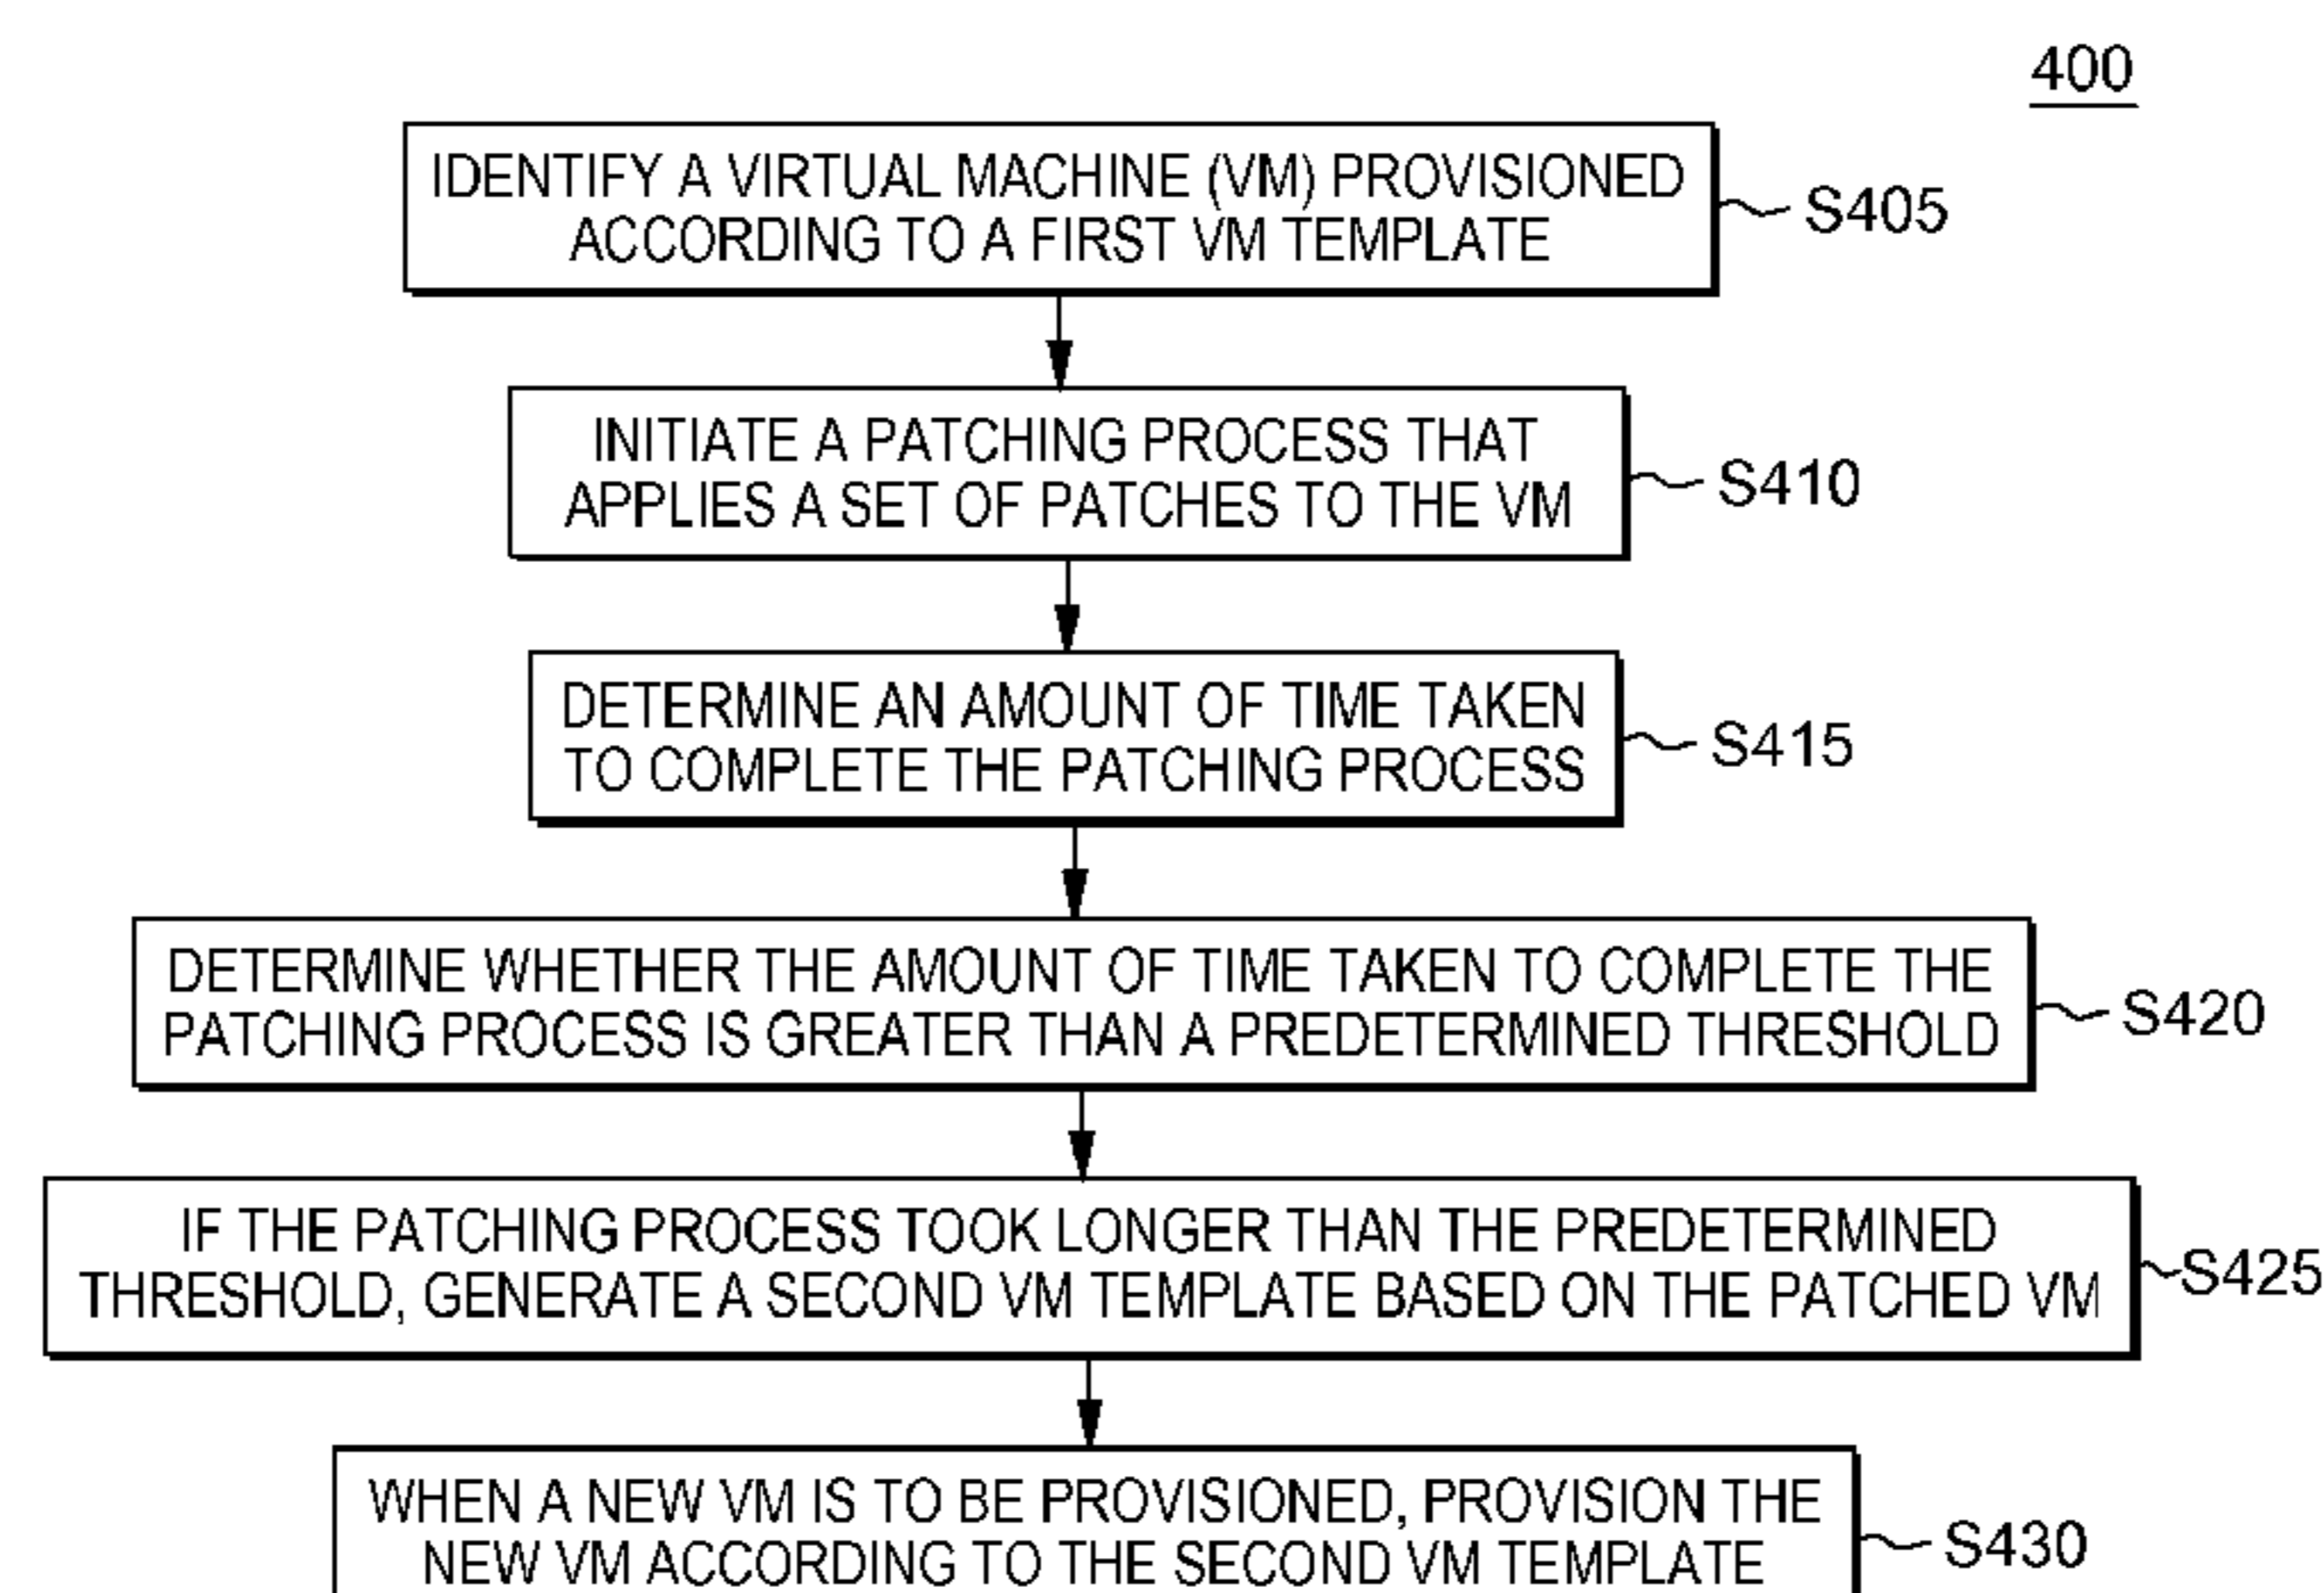 400
IDENTIFY A VIRTUAL MACHINE (VM) PROVISIONED
ACCORDING TO A FIRST VM TEMPLATE
S405
INITIATE A PATCHING PROCESS THAT
APPLIES A SET OF PATCHES TO THE VM
S410
DETERMINE AN AMOUNT OF TIME TAKEN
TO COMPLETE THE PATCHING PROCESS
S415
DETERMINE WHETHER THE AMOUNT OF TIME TAKEN TO COMPLETE THE
PATCHING PROCESS IS GREATER THAN A PREDETERMINED THRESHOLD
S420
IF THE PATCHING PROCESS TOOK LONGER THAN THE PREDETERMINED
THRESHOLD, GENERATE A SECOND VM TEMPLATE BASED ON THE PATCHED VM
S425
WHEN A NEW VM IS TO BE PROVISIONED, PROVISION THE
NEW VM ACCORDING TO THE SECOND VM TEMPLATE
S430